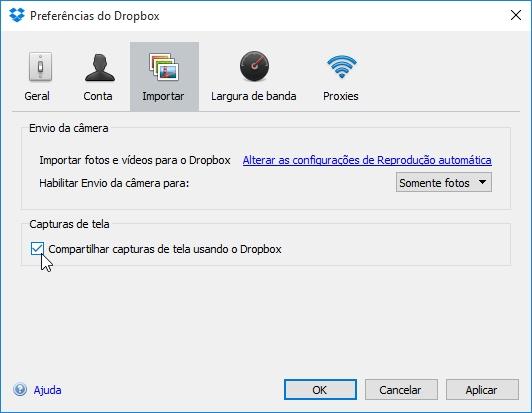 Preferências do Dropbox
Geral Conta Importar Largura de banda Proxies
Envio da câmera
Importar fotos e vídeos para o Dropbox Alterar as configurações de Reprodução automática
Habilitar Envio da câmera para: Somente fotos
Capturas de tela
Compartilhar capturas de tela usando o Dropbox
Ajuda OK Cancelar Aplicar